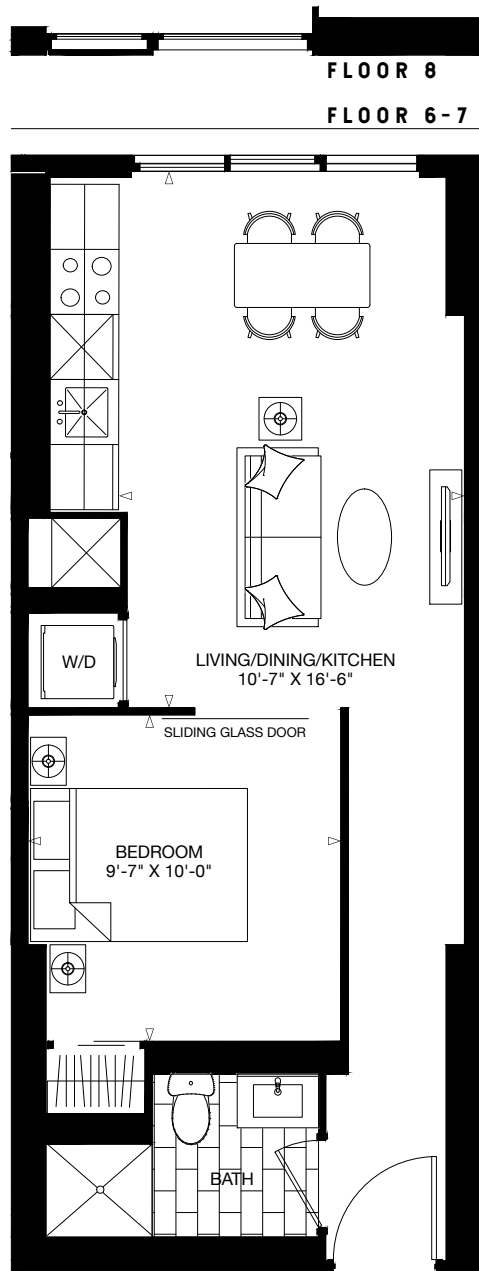 FLOOR 8
FLOOR 6-7
W/D
LIVING/DINING/KITCHEN
10'-7" X 16'-6"
SLIDING GLASS DOOR
BEDROOM
9'-7" X 10'-0"
BATH